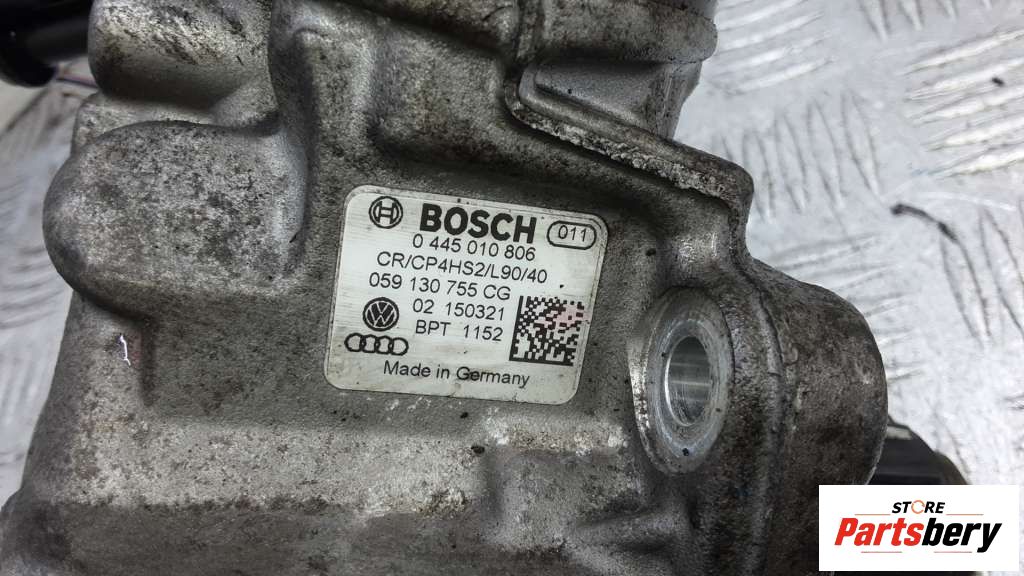 BOSCH 011
0 445 010 806
CR/CP4HS2/L90/40
059 130 755 CG
02 150321
BPT 1152
Made in Germany
STORE
Partsbery